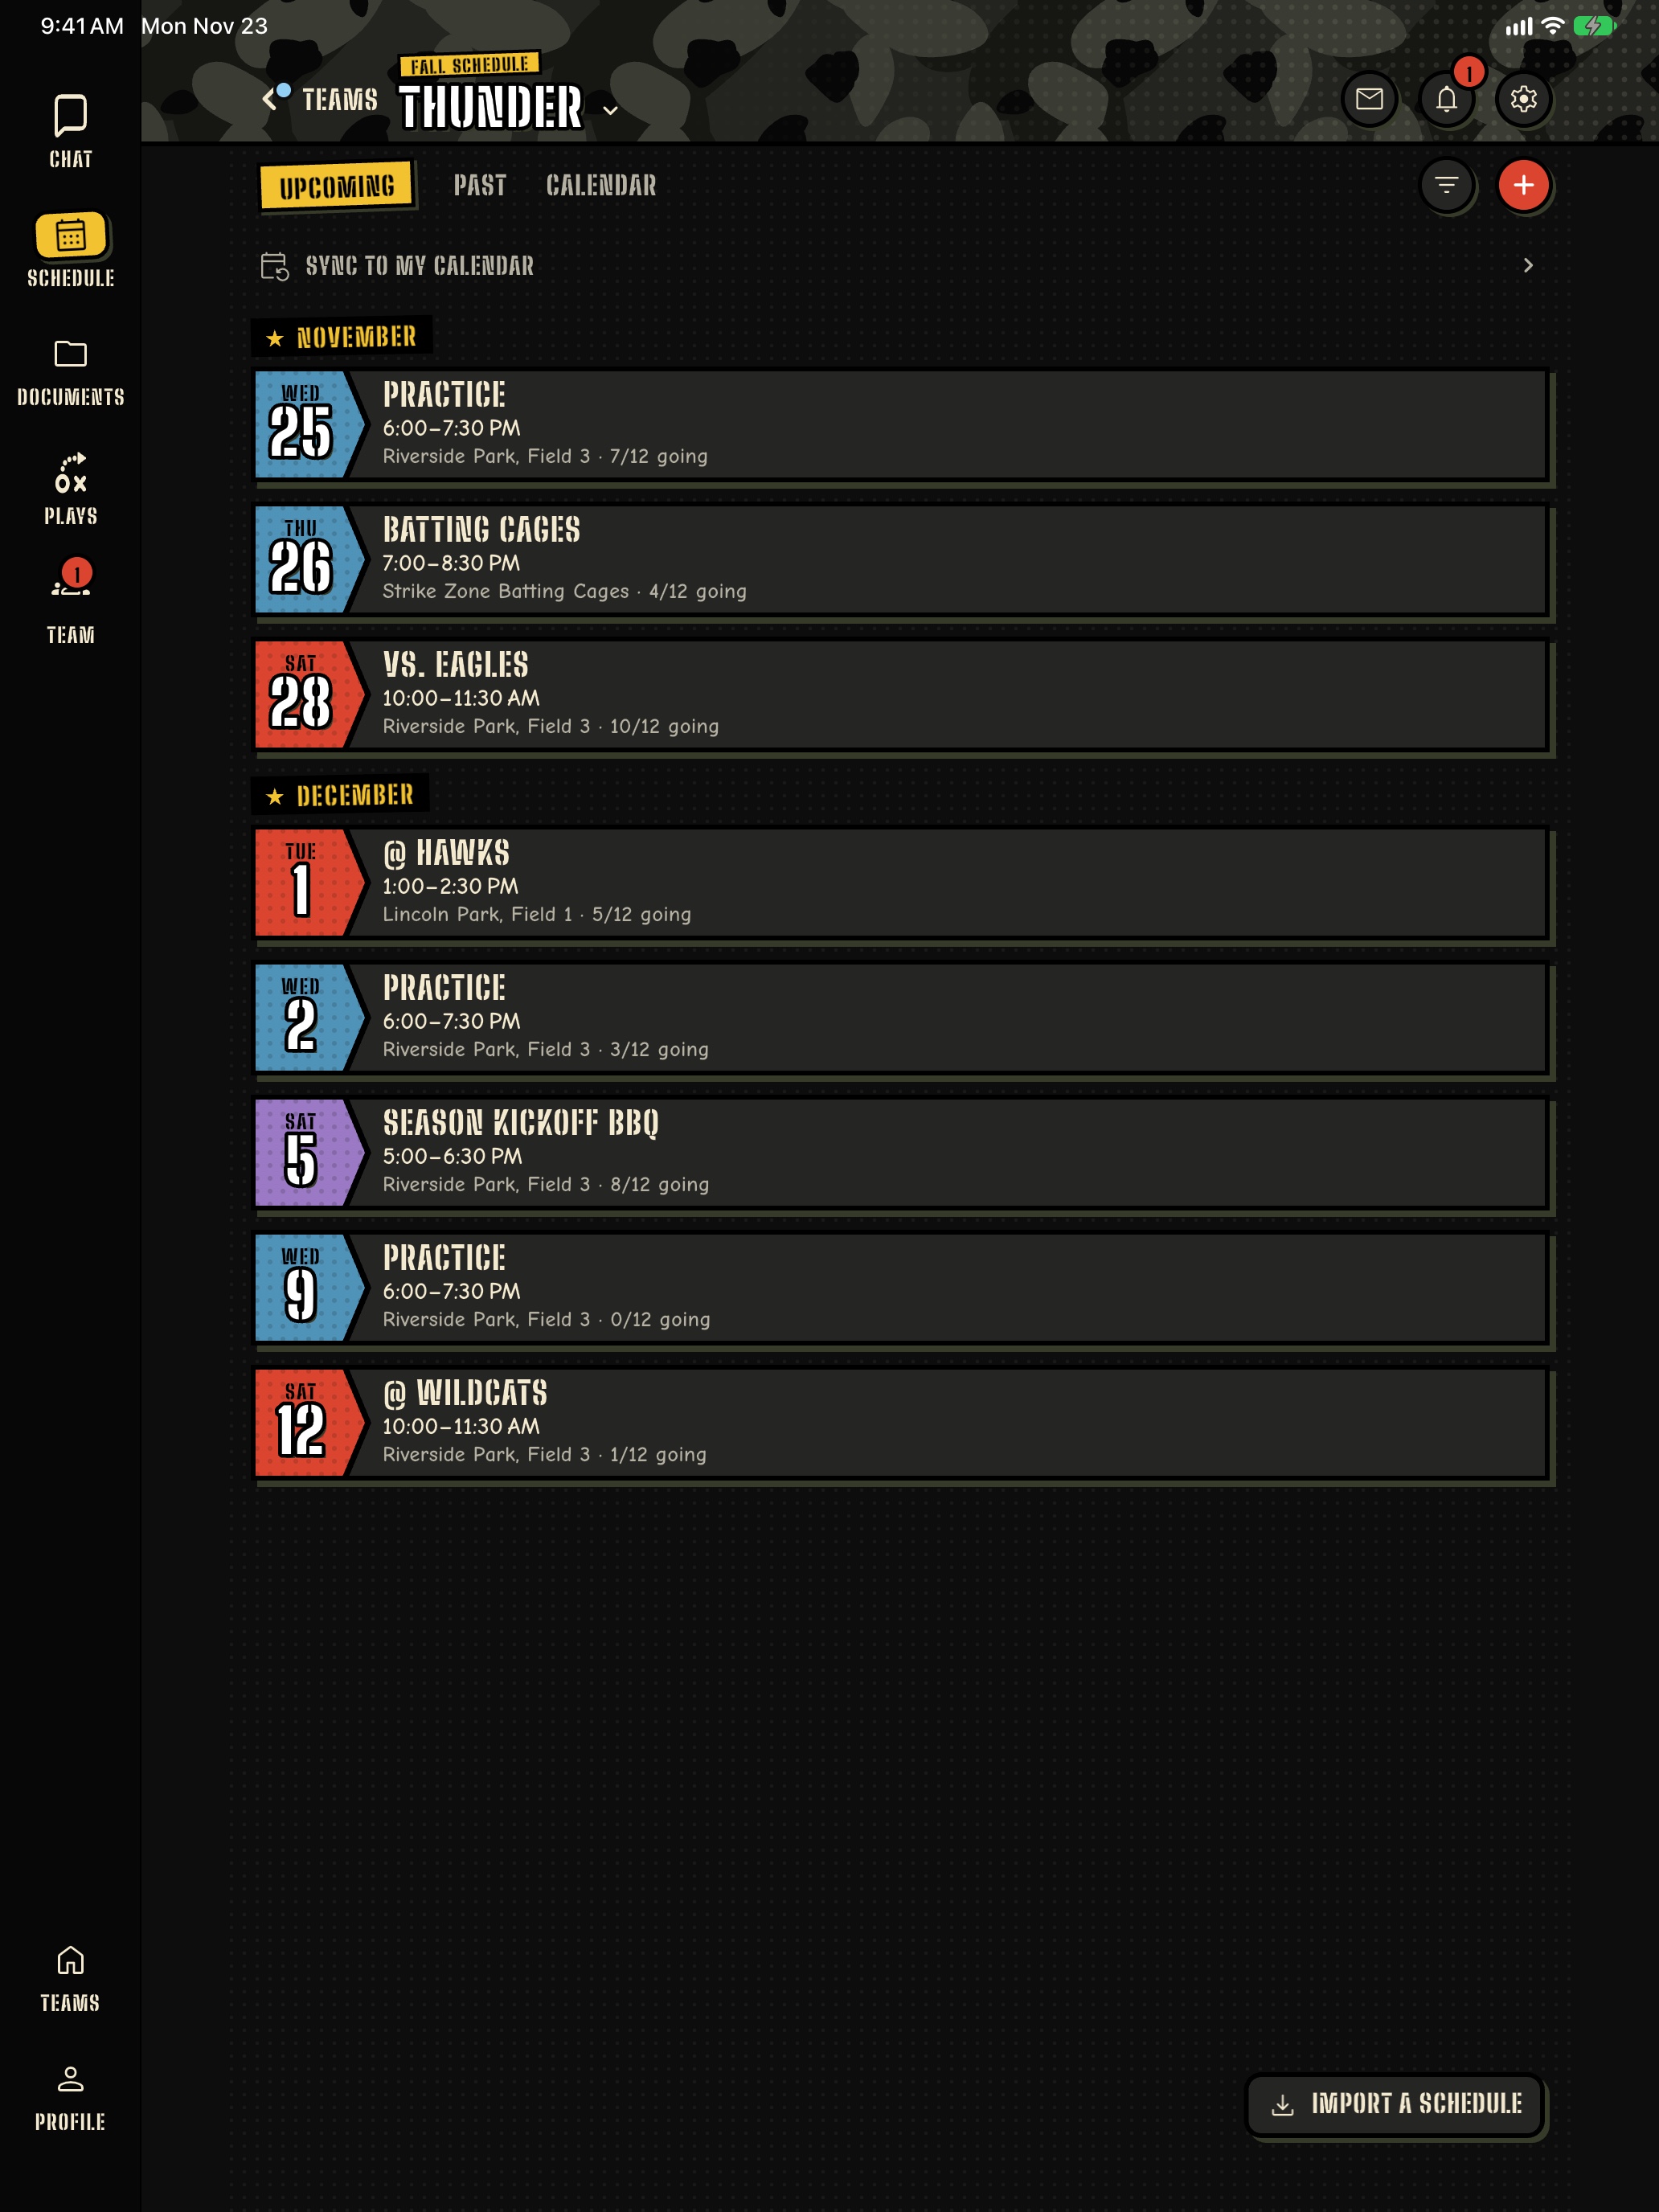 9:41 AM Mon Nov 23
FALL SCHEDULE
TEAMS
THUNDER
1
CHAT
SCHEDULE
DOCUMENTS
PLAYS
1
TEAM
TEAMS
PROFILE
UPCOMING PAST CALENDAR
SYNC TO MY CALENDAR
★ NOVEMBER
WED
25
PRACTICE
6:00–7:30 PM
Riverside Park, Field 3 · 7/12 going
THU
26
BATTING CAGES
7:00–8:30 PM
Strike Zone Batting Cages · 4/12 going
SAT
28
VS. EAGLES
10:00–11:30 AM
Riverside Park, Field 3 · 10/12 going
★ DECEMBER
TUE
1
@ HAWKS
1:00–2:30 PM
Lincoln Park, Field 1 · 5/12 going
WED
2
PRACTICE
6:00–7:30 PM
Riverside Park, Field 3 · 3/12 going
SAT
5
SEASON KICKOFF BBQ
5:00–6:30 PM
Riverside Park, Field 3 · 8/12 going
WED
9
PRACTICE
6:00–7:30 PM
Riverside Park, Field 3 · 0/12 going
SAT
12
@ WILDCATS
10:00–11:30 AM
Riverside Park, Field 3 · 1/12 going
IMPORT A SCHEDULE